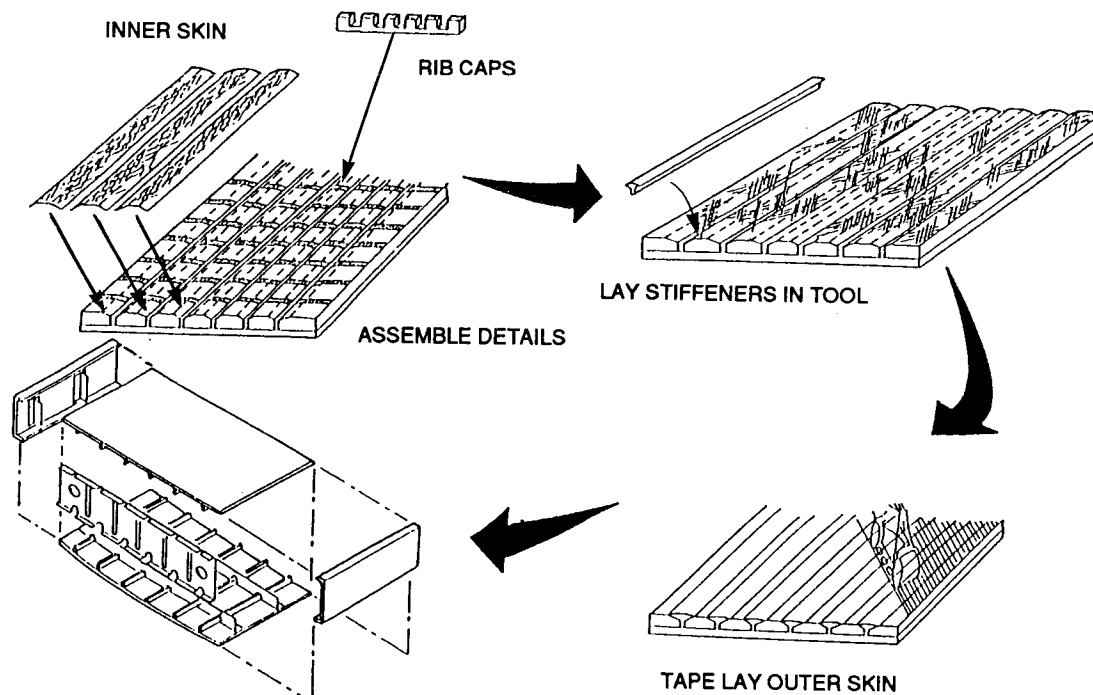 INNER SKIN
RIB CAPS
ASSEMBLE DETAILS
LAY STIFFENERS IN TOOL
TAPE LAY OUTER SKIN